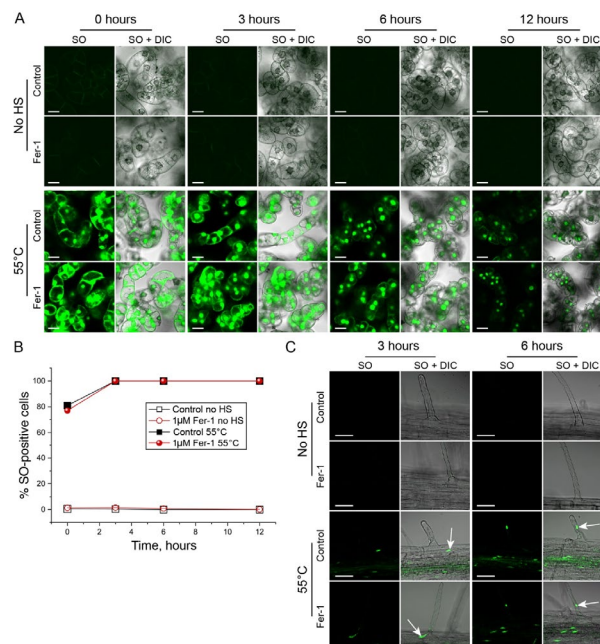 A
0 hours
3 hours
6 hours
12 hours
SO
SO + DIC
SO
SO + DIC
SO
SO + DIC
SO
SO + DIC
No HS
Control
Fer-1
55°C
Control
Fer-1
B
% SO-positive cells
100
80
60
40
20
0
Control no HS
1µM Fer-1 no HS
Control 55°C
1µM Fer-1 55°C
0
2
4
6
8
10
12
Time, hours
C
3 hours
6 hours
SO
SO + DIC
SO
SO + DIC
No HS
Control
Fer-1
55°C
Control
Fer-1